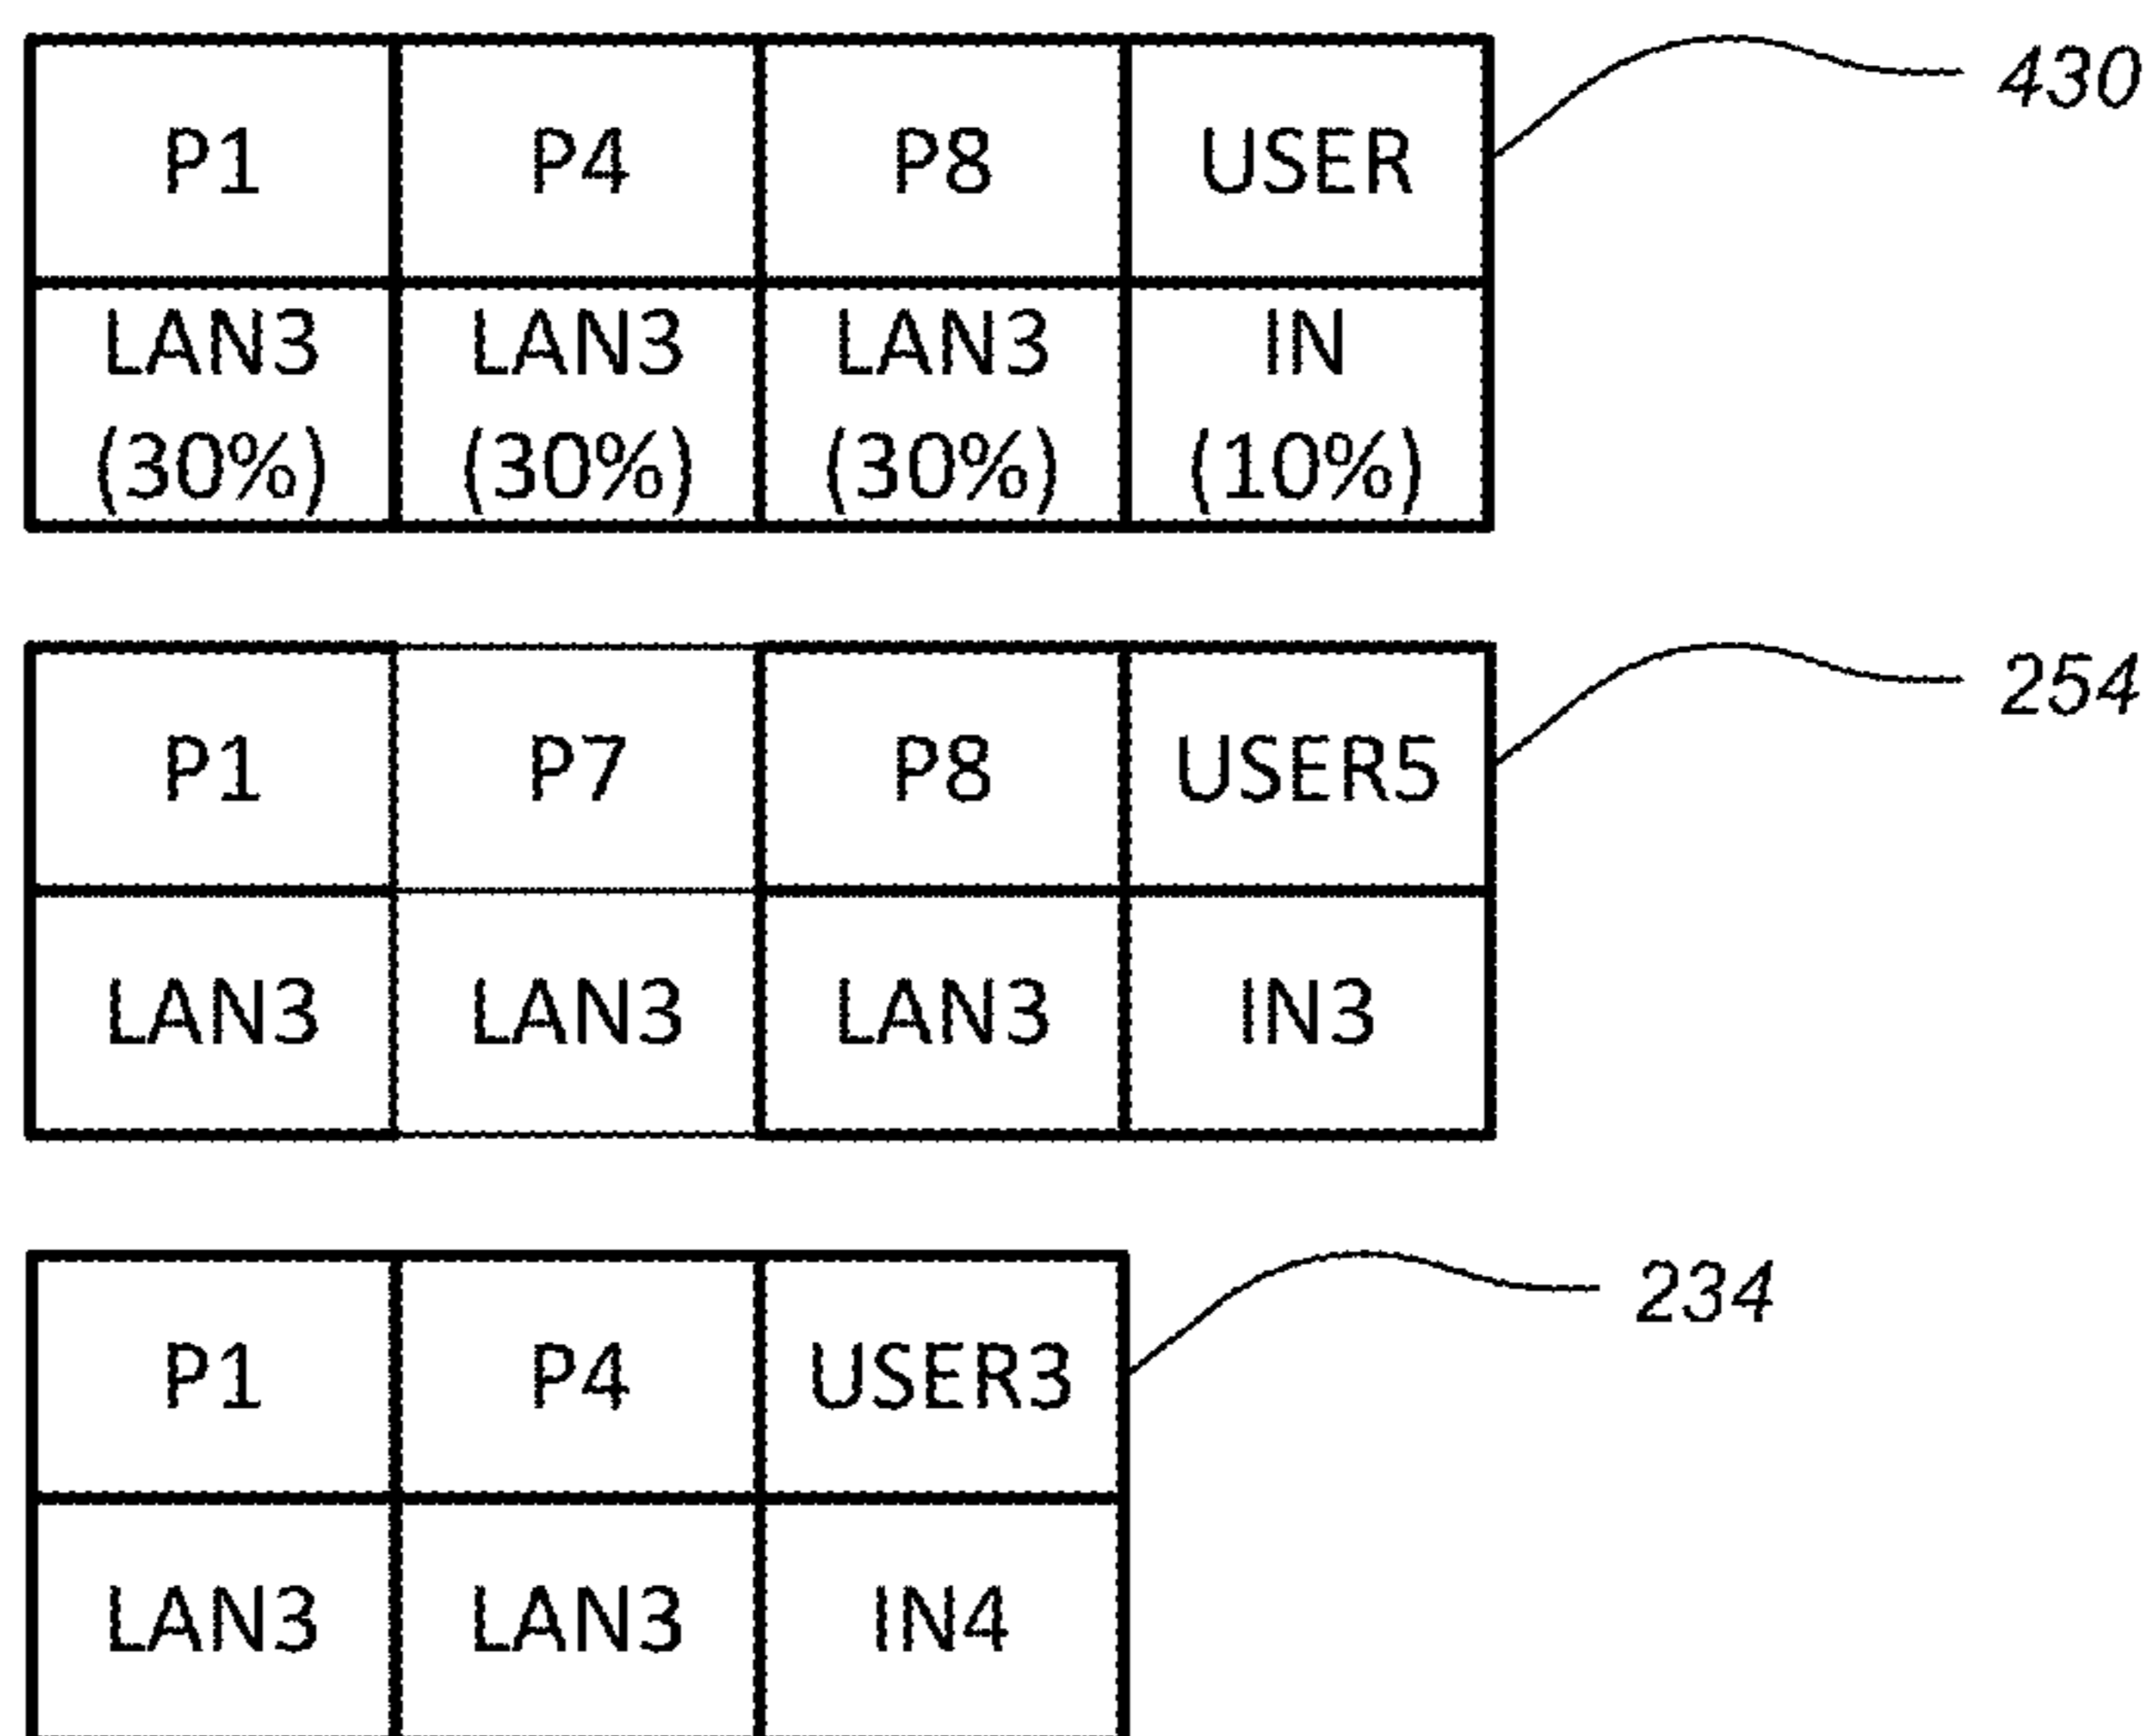 P1 P4 P8 USER 430
LAN3 LAN3 LAN3 IN
(30%) (30%) (30%) (10%)
P1 P7 P8 USER5 254
LAN3 LAN3 LAN3 IN3
P1 P4 USER3 234
LAN3 LAN3 IN4